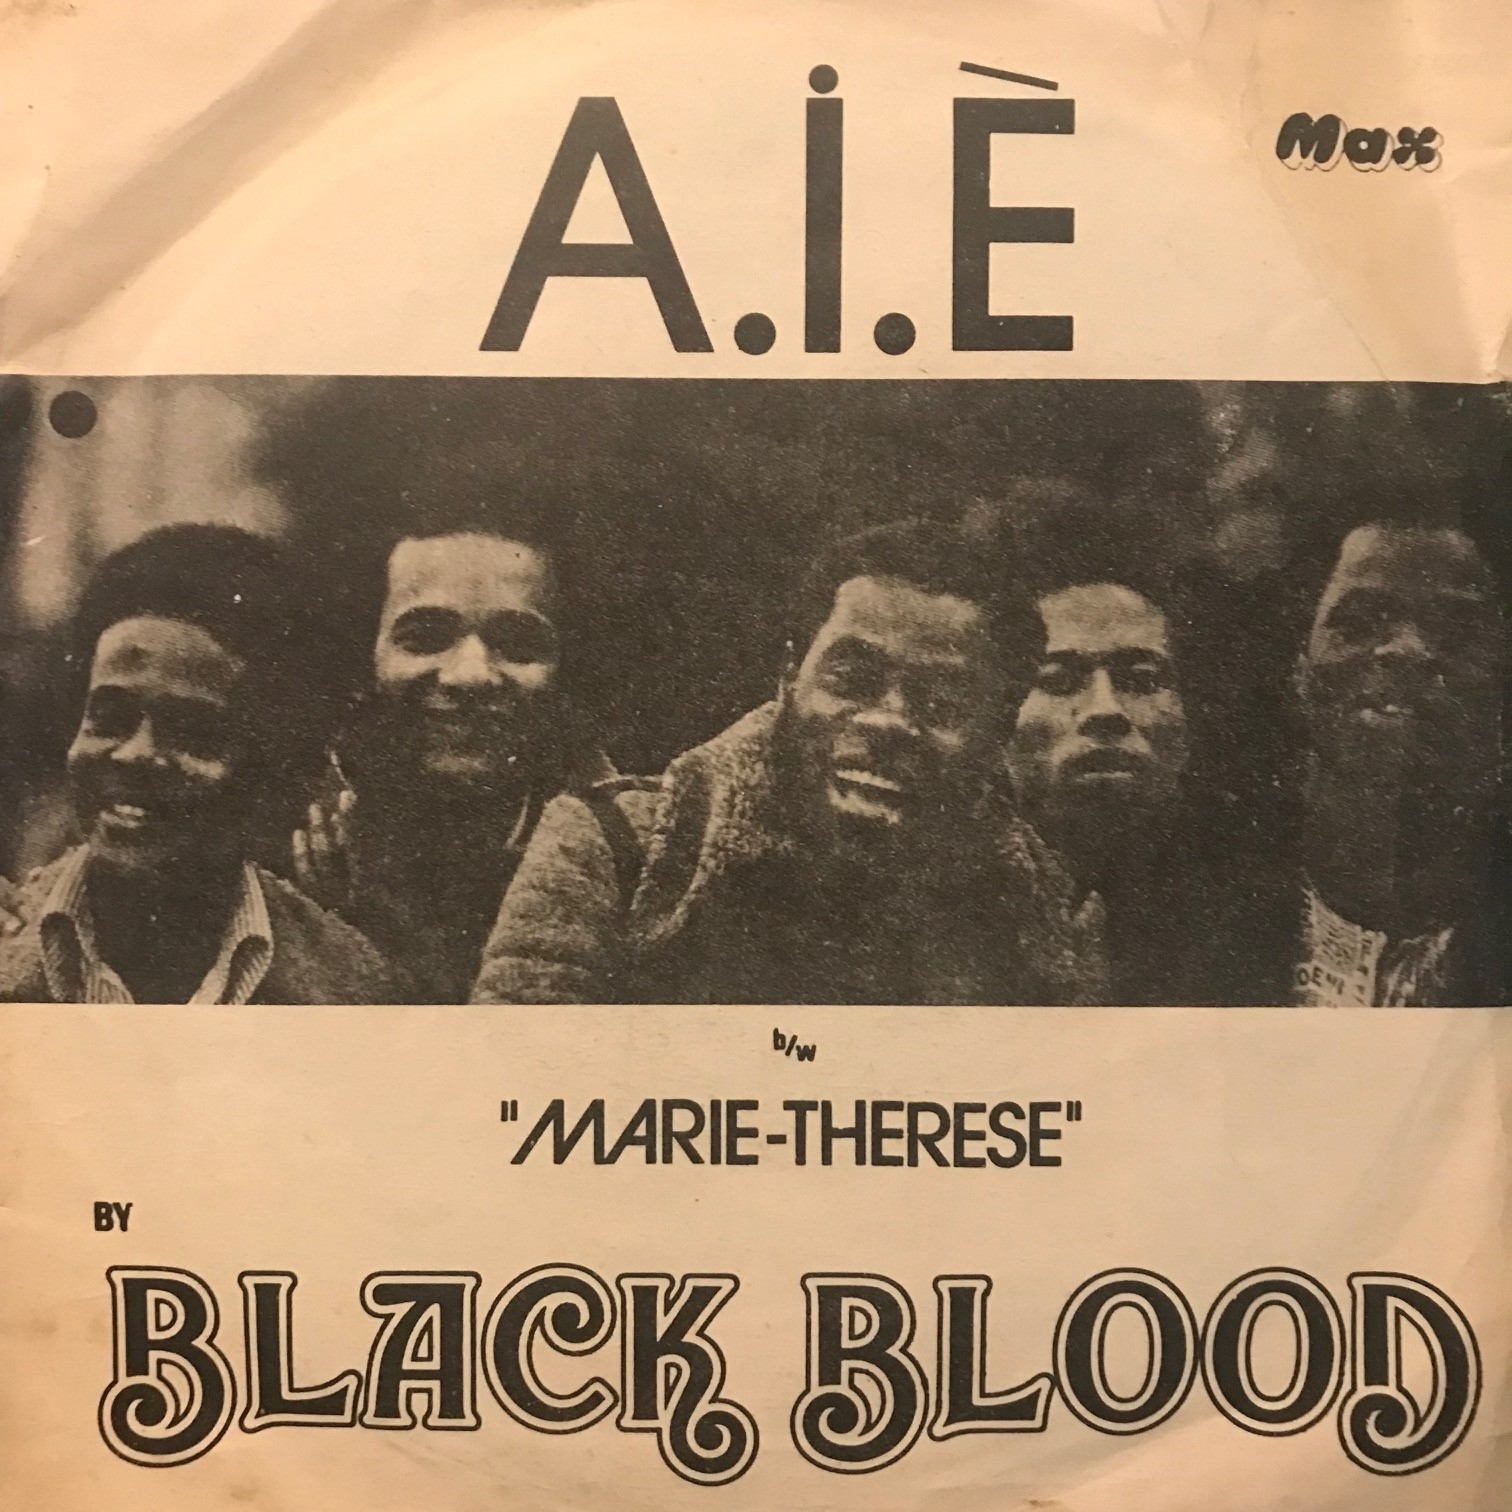 A.i.È
Max
b/w
"MARIE-THERESE"
BY
BLACK BLOOD